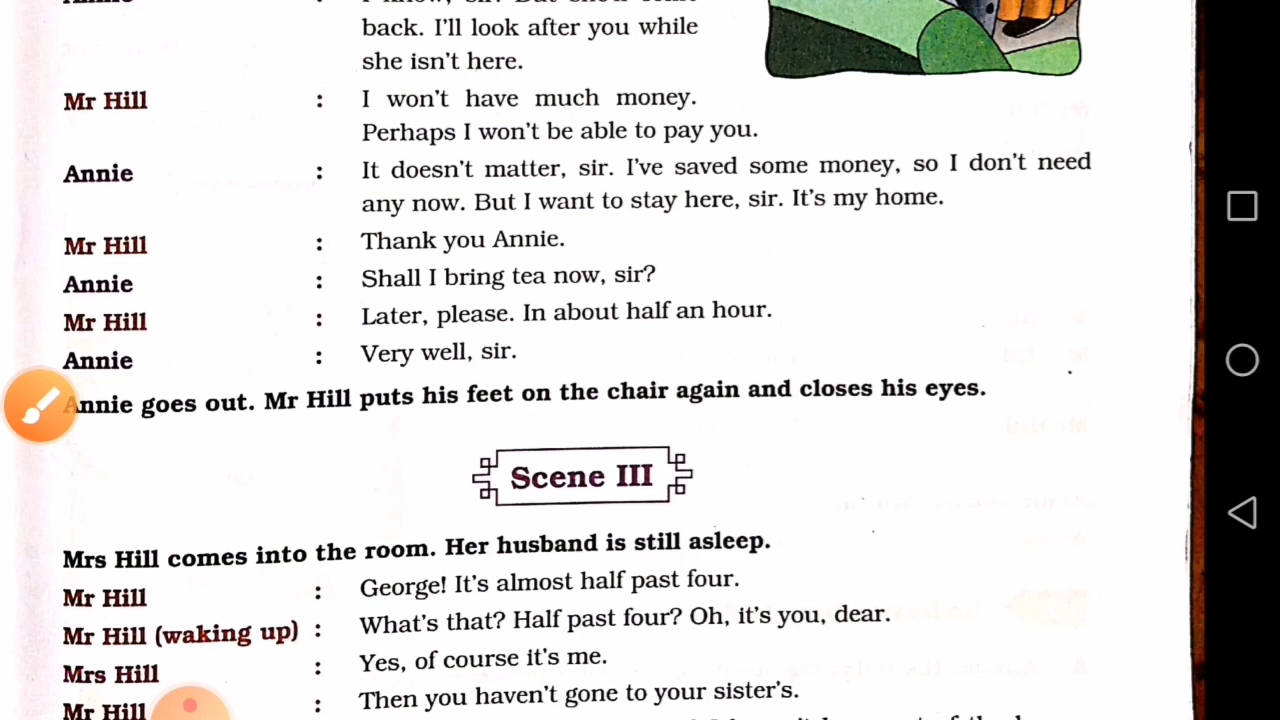 back. I'll look after you while
she isn't here.
Mr Hill : I won't have much money.
Perhaps I won't be able to pay you.
Annie : It doesn't matter, sir. I've saved some money, so I don't need
any now. But I want to stay here, sir. It's my home.
Mr Hill : Thank you Annie.
Annie : Shall I bring tea now, sir?
Mr Hill : Later, please. In about half an hour.
Annie : Very well, sir.
Annie goes out. Mr Hill puts his feet on the chair again and closes his eyes.
Scene III
Mrs Hill comes into the room. Her husband is still asleep.
Mr Hill : George! It's almost half past four.
Mr Hill (waking up) : What's that? Half past four? Oh, it's you, dear.
Mrs Hill : Yes, of course it's me.
Mr Hill : Then you haven't gone to your sister's.